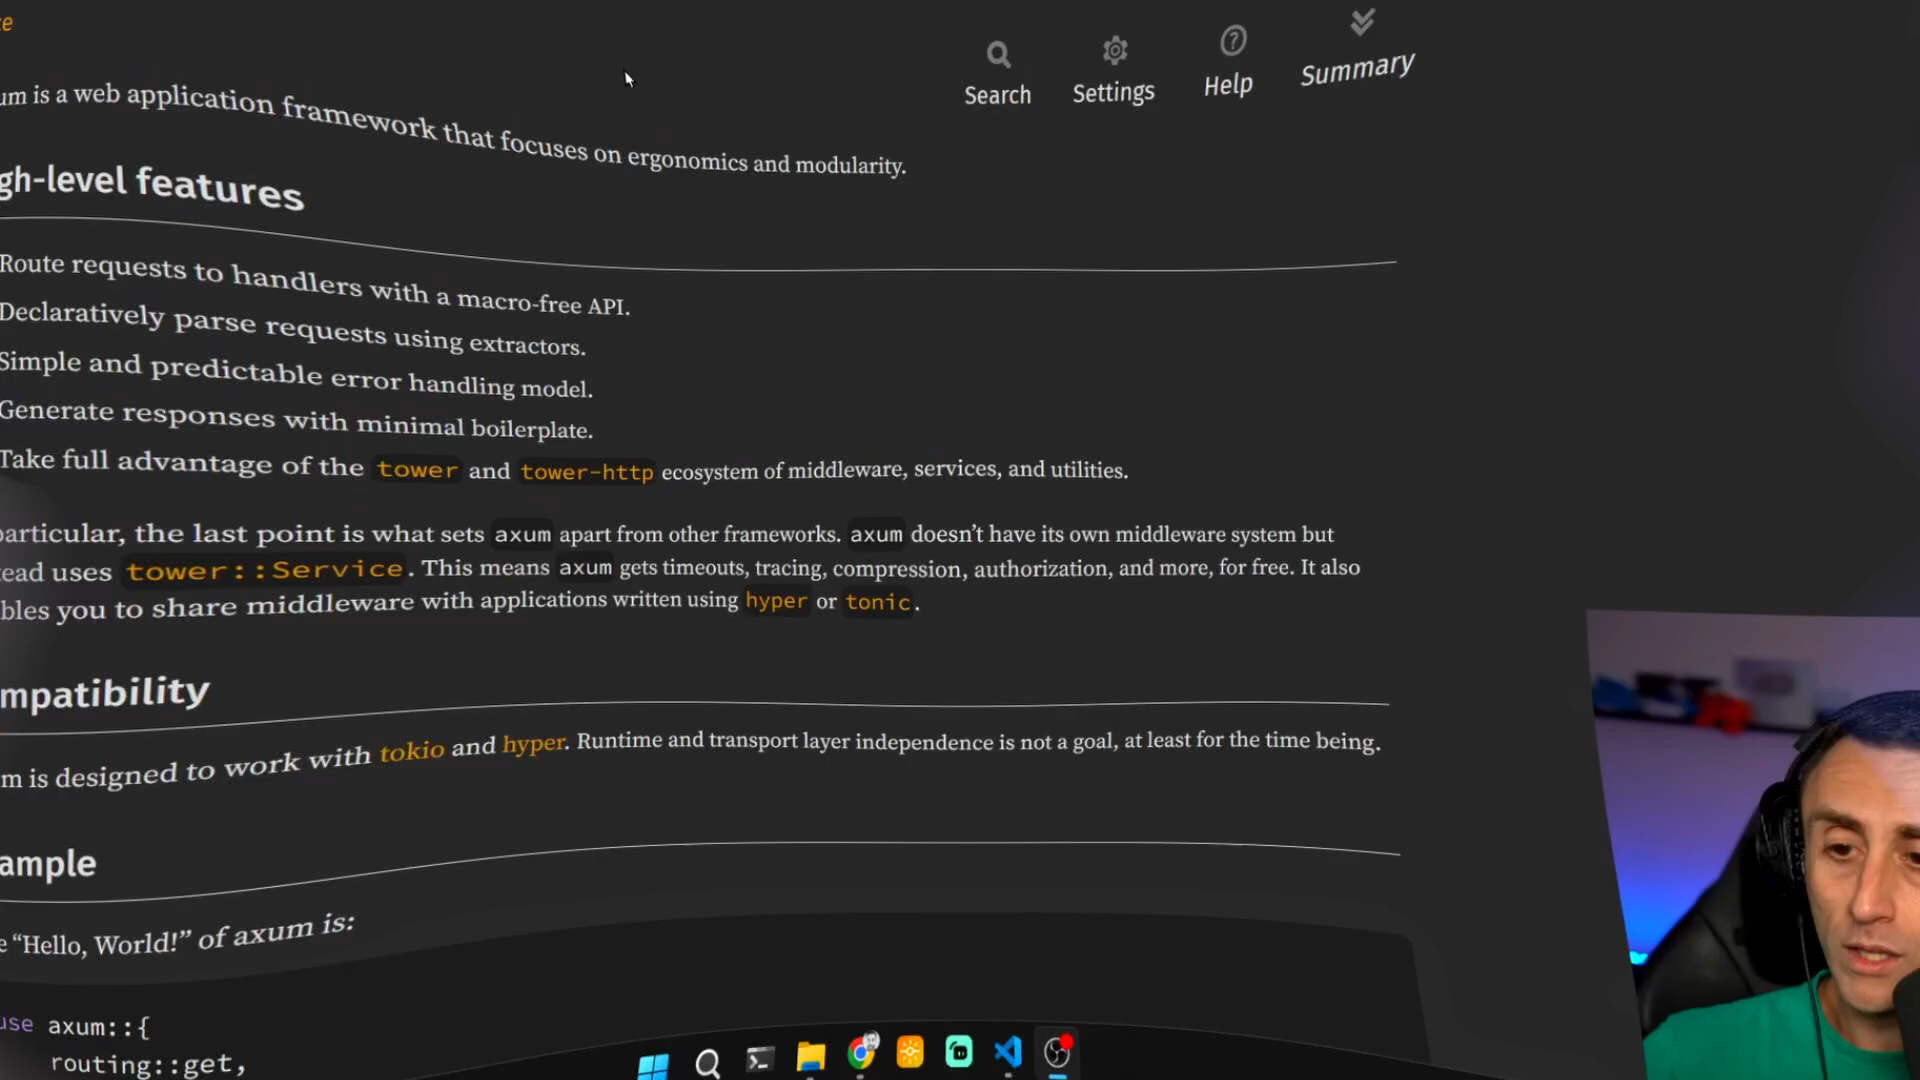 Search Settings Help Summary
um is a web application framework that focuses on ergonomics and modularity.
gh-level features
Route requests to handlers with a macro-free API.
Declaratively parse requests using extractors.
Simple and predictable error handling model.
Generate responses with minimal boilerplate.
Take full advantage of the tower and tower-http ecosystem of middleware, services, and utilities.
particular, the last point is what sets axum apart from other frameworks. axum doesn’t have its own middleware system but
tead uses tower::Service. This means axum gets timeouts, tracing, compression, authorization, and more, for free. It also
bles you to share middleware with applications written using hyper or tonic.
mpatibility
m is designed to work with tokio and hyper. Runtime and transport layer independence is not a goal, at least for the time being.
ample
e “Hello, World!” of axum is:
use axum::{
routing::get,